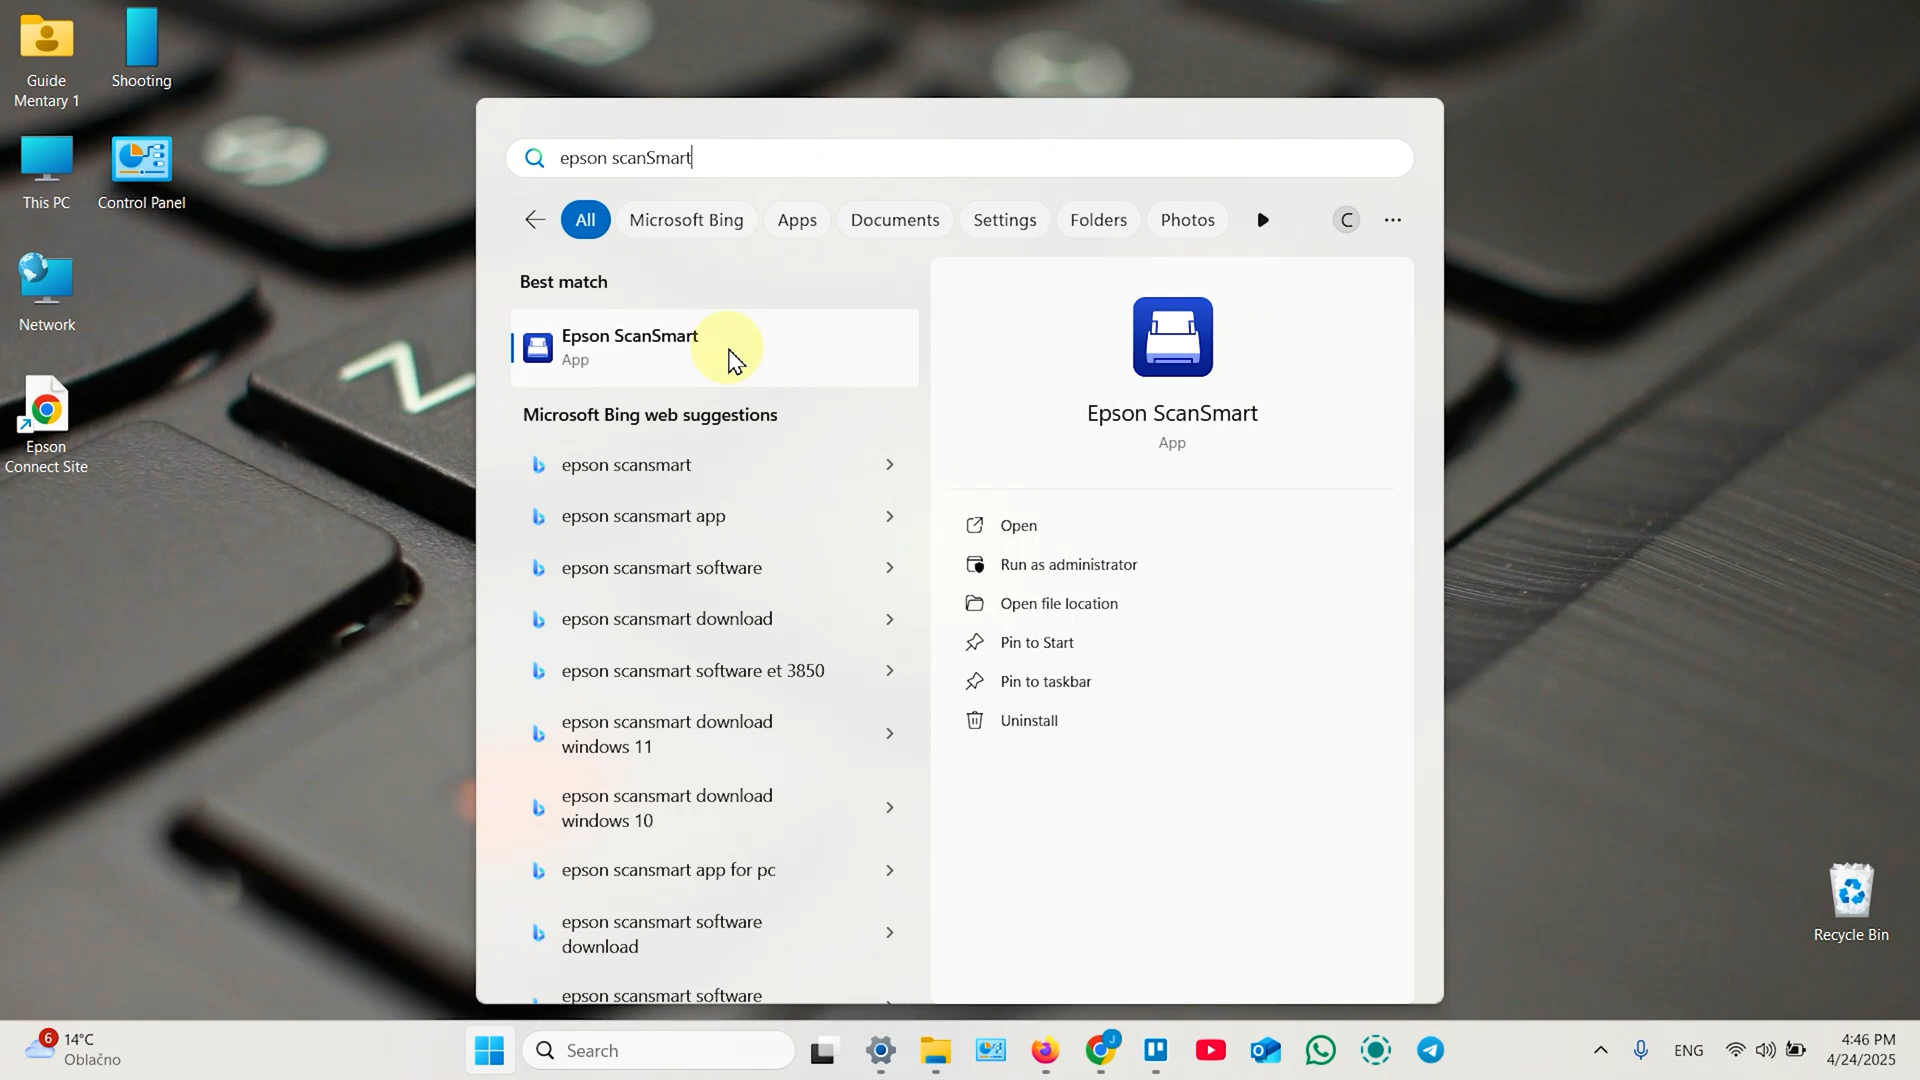 Guide
Mentary 1
Shooting
This PC
Control Panel
Network
Epson
Connect Site
epson scanSmart
All
Microsoft Bing
Apps
Documents
Settings
Folders
Photos
C
Best match
Epson ScanSmart
App
Microsoft Bing web suggestions
epson scansmart
epson scansmart app
epson scansmart software
epson scansmart download
epson scansmart software et 3850
epson scansmart download
windows 11
epson scansmart download
windows 10
epson scansmart app for pc
epson scansmart software
download
epson scansmart software
Epson ScanSmart
App
Open
Run as administrator
Open file location
Pin to Start
Pin to taskbar
Uninstall
Recycle Bin
6
14°C
Oblačno
Search
J
ENG
4:46 PM
4/24/2025